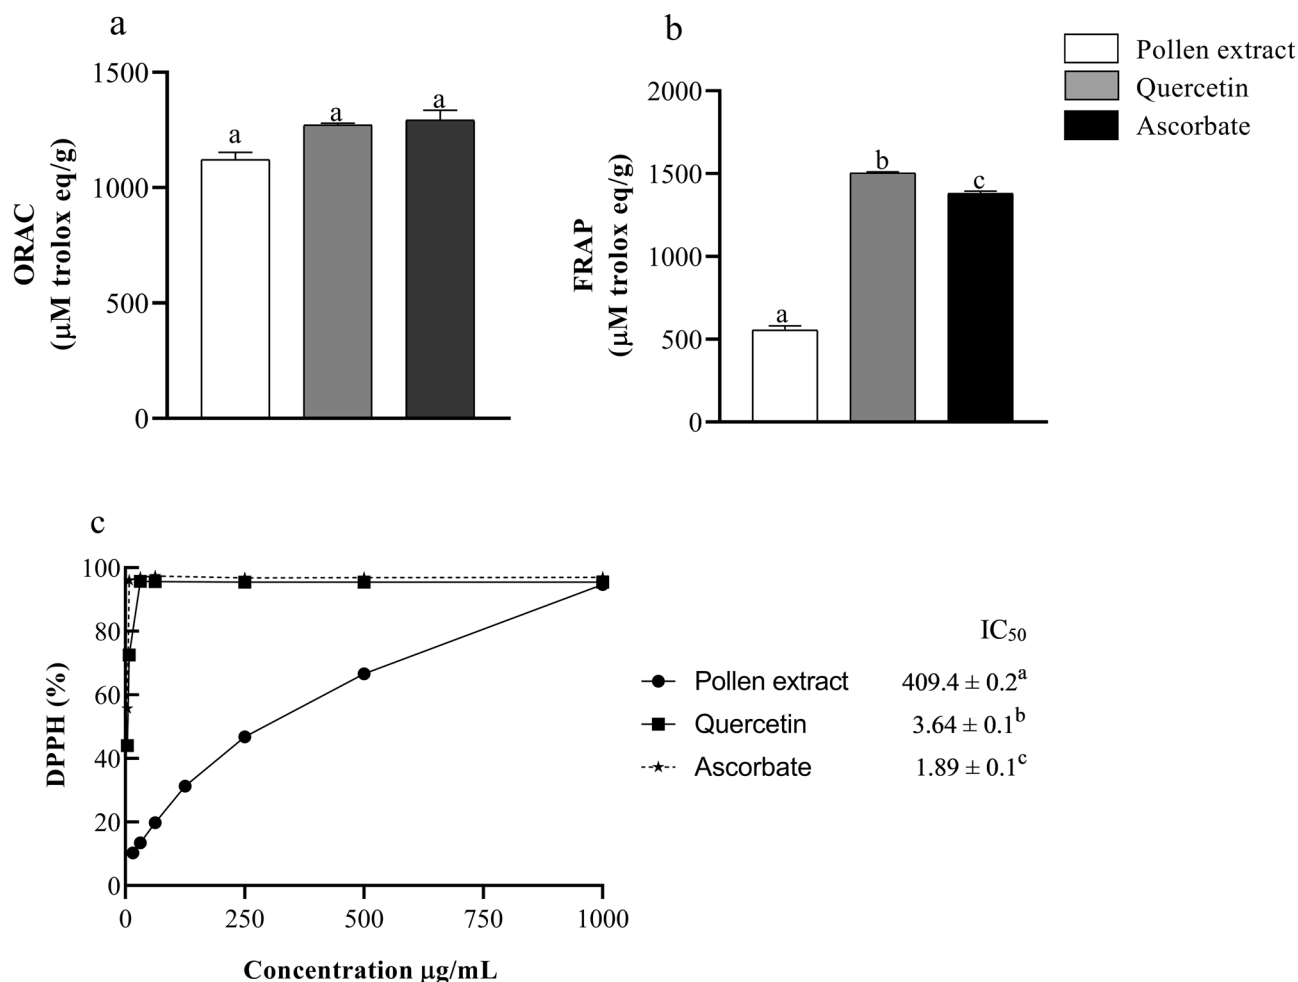 a
1500
1000
500
0
ORAC
(µM trolox eq/g)
a
a
a
b
2000
1500
1000
500
0
FRAP
(µM trolox eq/g)
a
b
c
Pollen extract
Quercetin
Ascorbate
c
100
80
60
40
20
0
DPPH (%)
0 250 500 750 1000
Concentration µg/mL
IC50
Pollen extract 409.4 ± 0.2a
Quercetin 3.64 ± 0.1b
Ascorbate 1.89 ± 0.1c